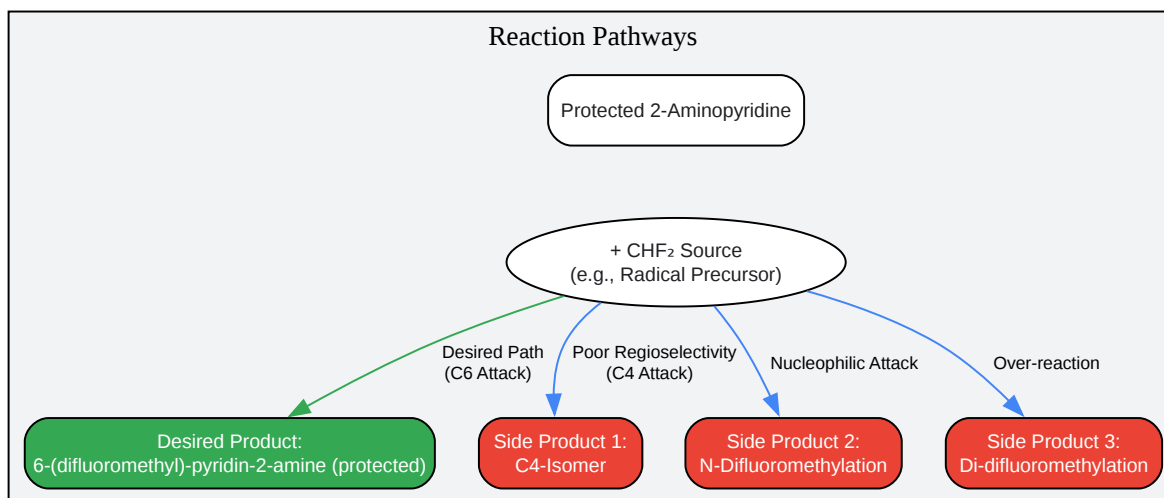 Reaction Pathways
Protected 2-Aminopyridine
+ CHF₂ Source
(e.g., Radical Precursor)
Desired Path
(C6 Attack)
Poor Regioselectivity
(C4 Attack)
Nucleophilic Attack
Over-reaction
Desired Product:
6-(difluoromethyl)-pyridin-2-amine (protected)
Side Product 1:
C4-Isomer
Side Product 2:
N-Difluoromethylation
Side Product 3:
Di-difluoromethylation